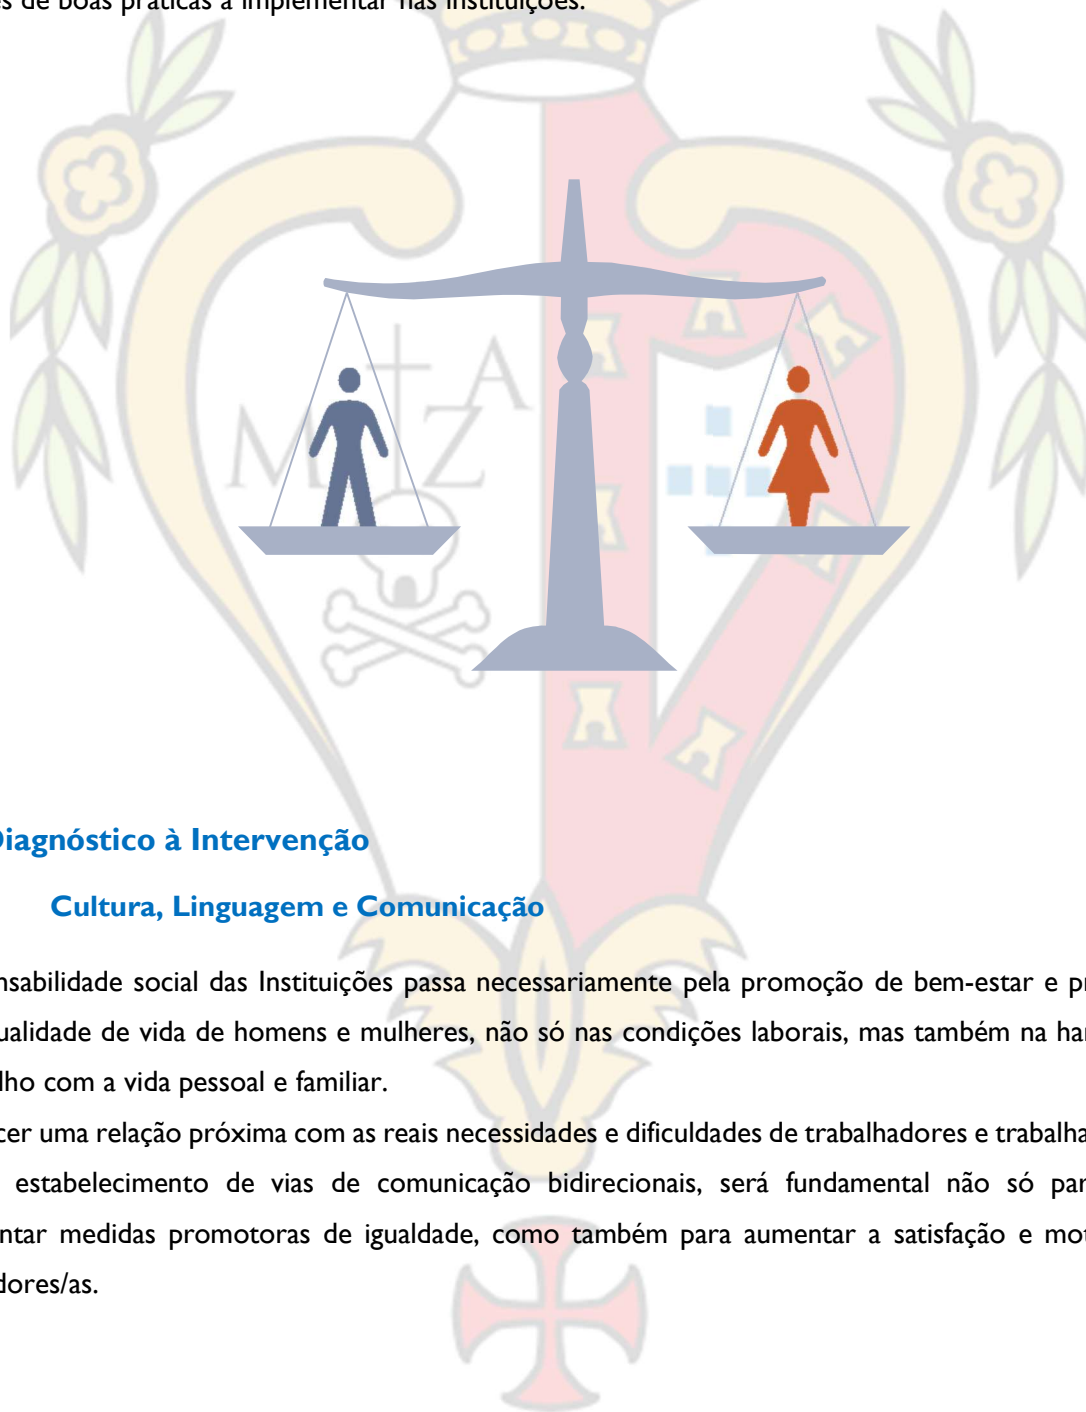 es de boas práticas a implementar nas Instituições.
M A Z
Diagnóstico à Intervenção
Cultura, Linguagem e Comunicação
nsabilidade social das Instituições passa necessariamente pela promoção de bem-estar e p
ualidade de vida de homens e mulheres, não só nas condições laborais, mas também na ha
lho com a vida pessoal e familiar.
cer uma relação próxima com as reais necessidades e dificuldades de trabalhadores e trabalha
estabelecimento de vias de comunicação bidirecionais, será fundamental não só par
ntar medidas promotoras de igualdade, como também para aumentar a satisfação e mot
dores/as.